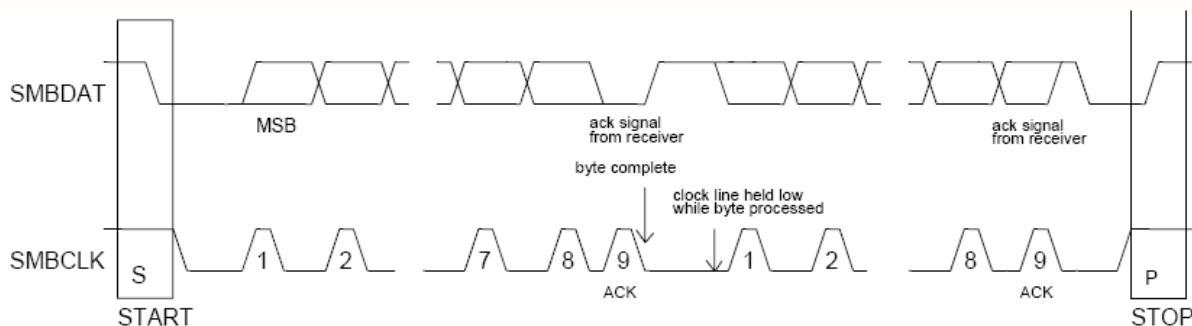 SMBDAT
MSB
ack signal
from receiver
ack signal
from receiver
byte complete
clock line held low
while byte processed
SMBCLK
S
1
2
7
8
9
1
2
8
9
P
ACK
ACK
START
STOP